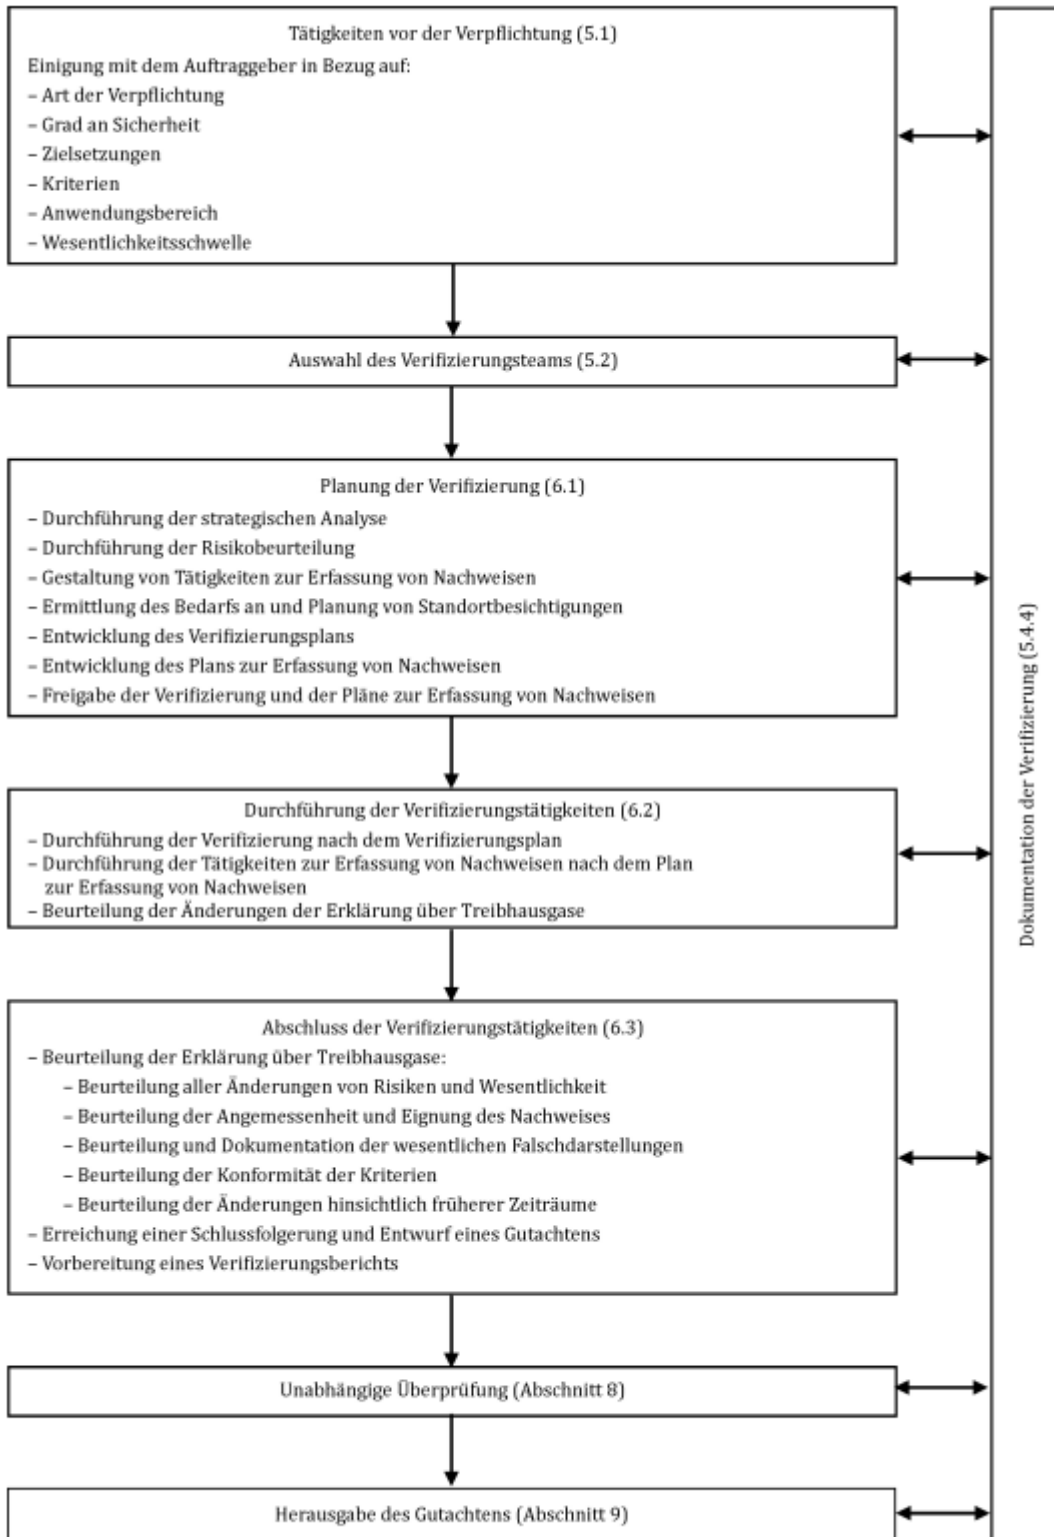 Tätigkeiten vor der Verpflichtung (5.1)
Einigung mit dem Auftraggeber in Bezug auf:
– Art der Verpflichtung
– Grad an Sicherheit
– Zielsetzungen
– Kriterien
– Anwendungsbereich
– Wesentlichkeitsschwelle
Auswahl des Verifizierungsteams (5.2)
Planung der Verifizierung (6.1)
– Durchführung der strategischen Analyse
– Durchführung der Risikobeurteilung
– Gestaltung von Tätigkeiten zur Erfassung von Nachweisen
– Ermittlung des Bedarfs an und Planung von Standortbesichtigungen
– Entwicklung des Verifizierungsplans
– Entwicklung des Plans zur Erfassung von Nachweisen
– Freigabe der Verifizierung und der Pläne zur Erfassung von Nachweisen
Durchführung der Verifizierungstätigkeiten (6.2)
– Durchführung der Verifizierung nach dem Verifizierungsplan
– Durchführung der Tätigkeiten zur Erfassung von Nachweisen nach dem Plan
zur Erfassung von Nachweisen
– Beurteilung der Änderungen der Erklärung über Treibhausgase
Abschluss der Verifizierungstätigkeiten (6.3)
– Beurteilung der Erklärung über Treibhausgase:
– Beurteilung aller Änderungen von Risiken und Wesentlichkeit
– Beurteilung der Angemessenheit und Eignung des Nachweises
– Beurteilung und Dokumentation der wesentlichen Falschdarstellungen
– Beurteilung der Konformität der Kriterien
– Beurteilung der Änderungen hinsichtlich früherer Zeiträume
– Erreichung einer Schlussfolgerung und Entwurf eines Gutachtens
– Vorbereitung eines Verifizierungsberichts
Unabhängige Überprüfung (Abschnitt 8)
Herausgabe des Gutachtens (Abschnitt 9)
Dokumentation der Verifizierung (5.4.4)